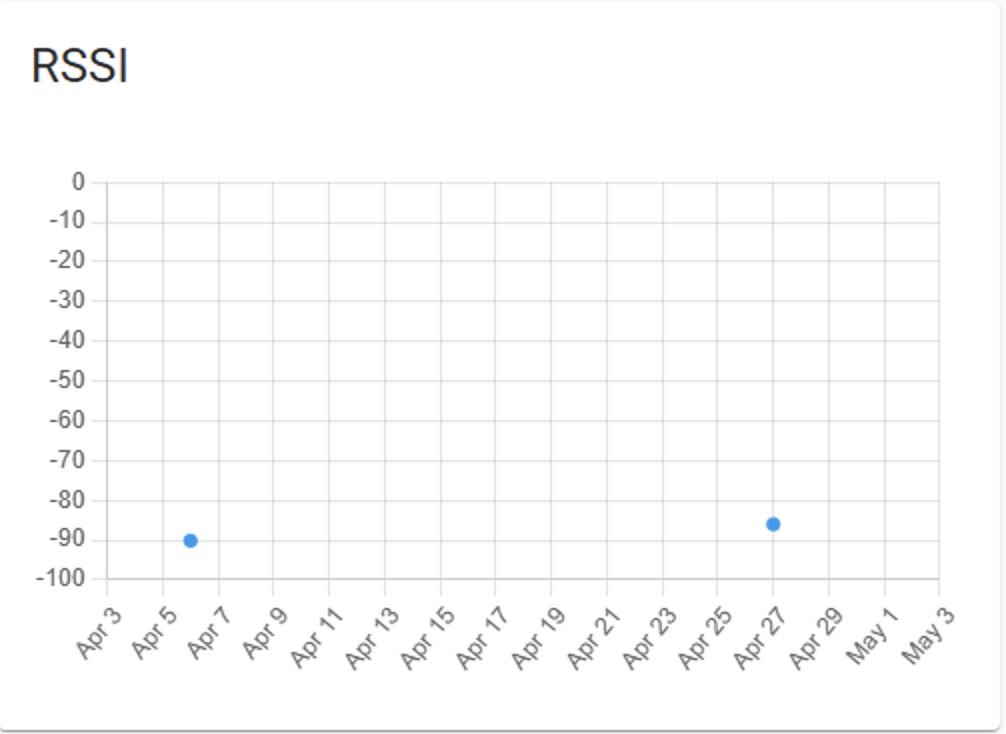 RSSI
0
-10
-20
-30
-40
-50
-60
-70
-80
-90
-100
Apr 3
Apr 5
Apr 7
Apr 9
Apr 11
Apr 13
Apr 15
Apr 17
Apr 19
Apr 21
Apr 23
Apr 25
Apr 27
Apr 29
May 1
May 3